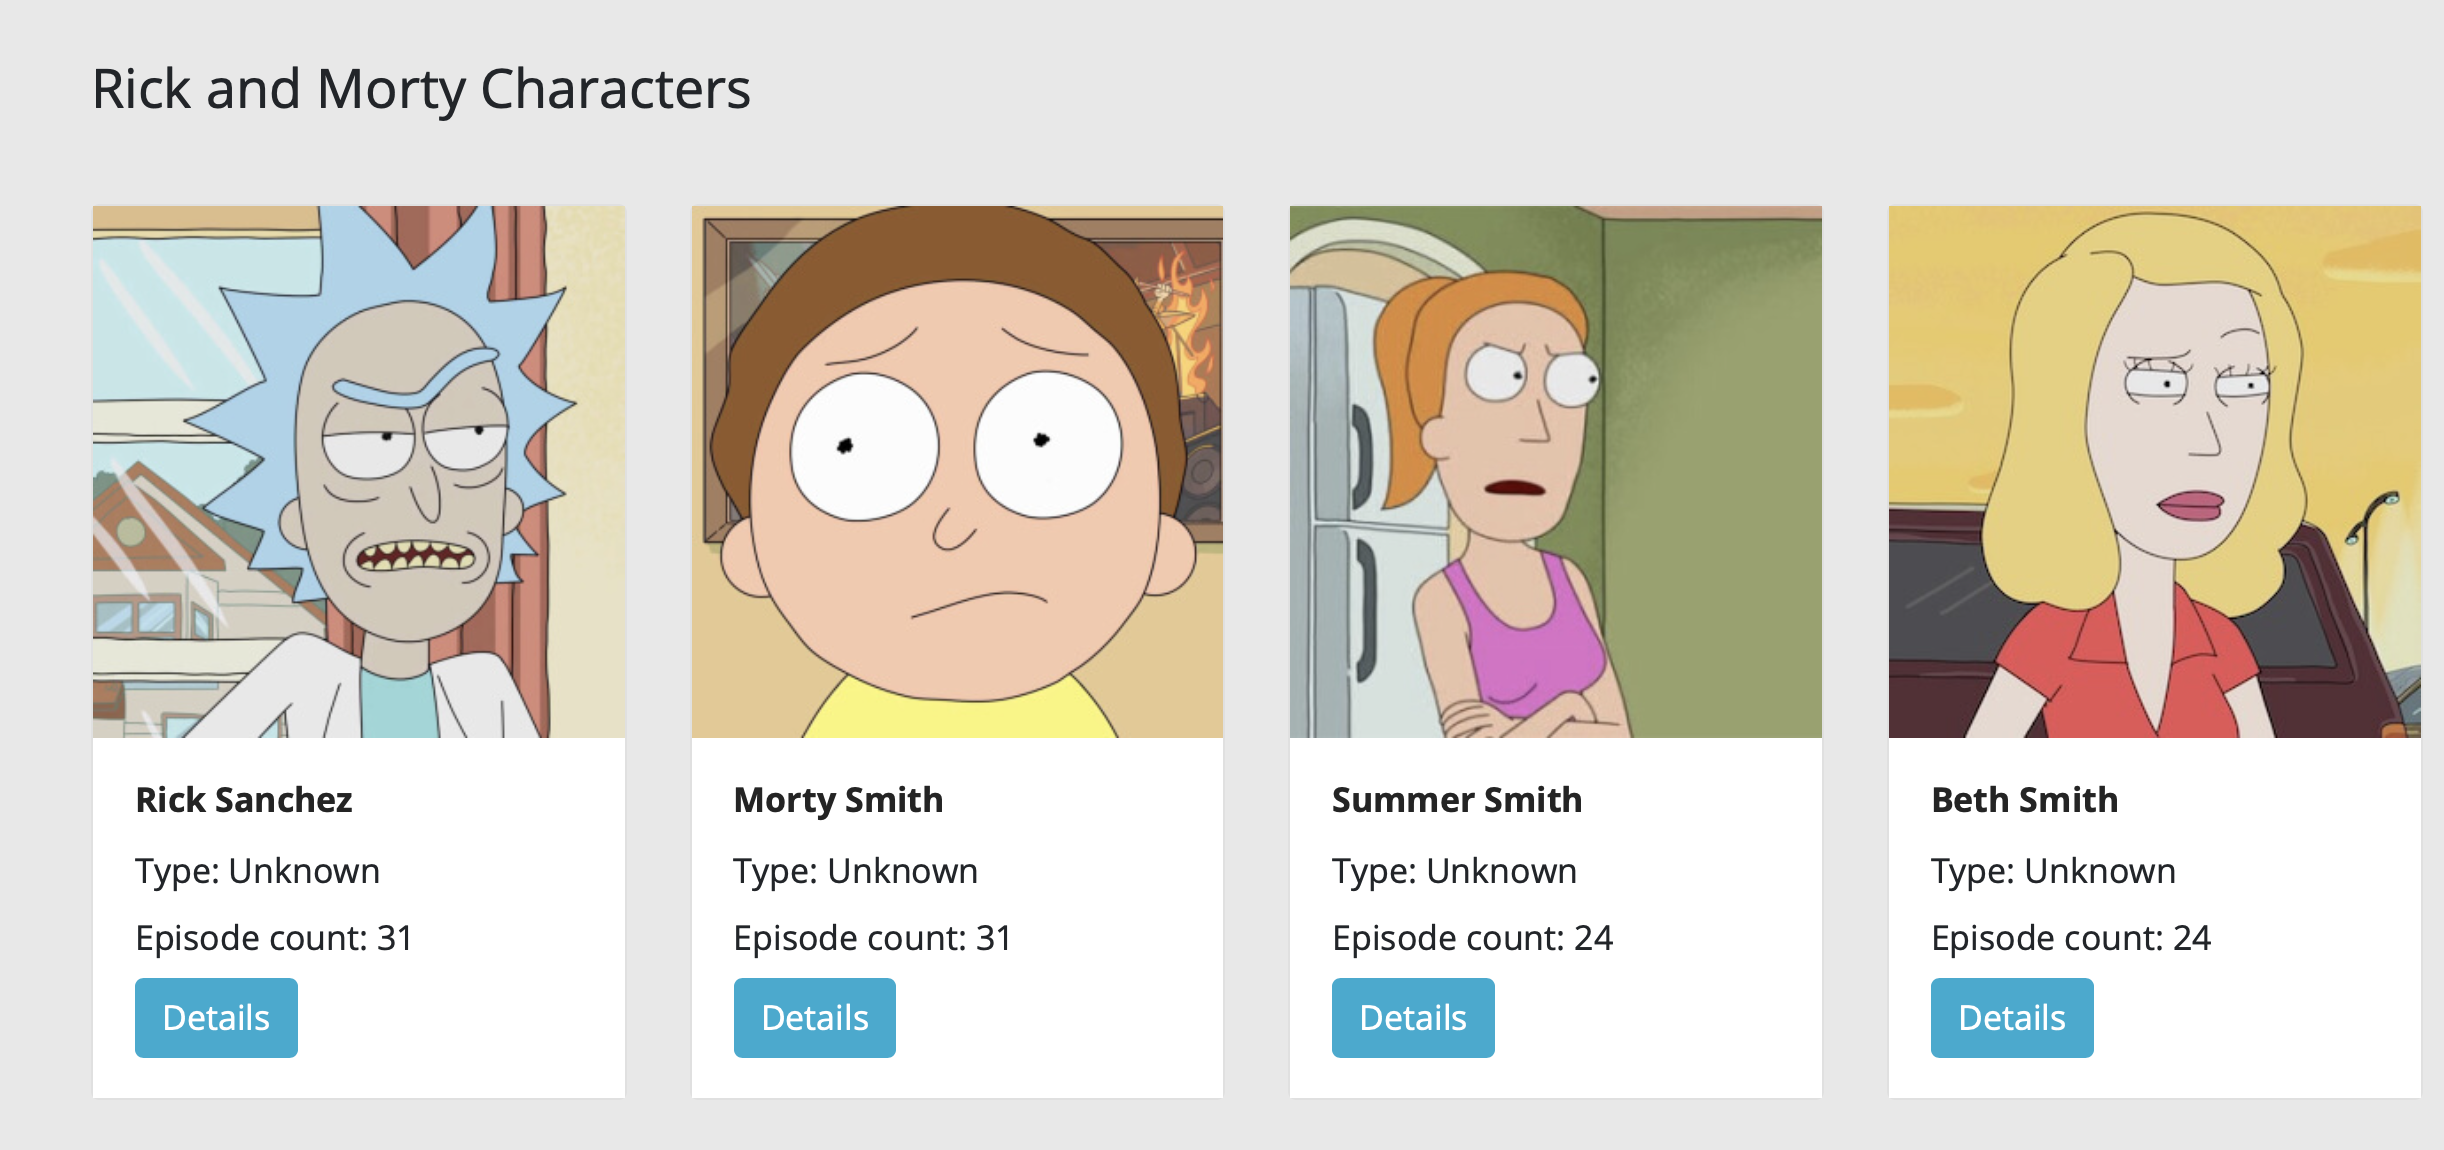 Rick and Morty Characters
Rick Sanchez
Type: Unknown
Episode count: 31
Details
Morty Smith
Type: Unknown
Episode count: 31
Details
Summer Smith
Type: Unknown
Episode count: 24
Details
Beth Smith
Type: Unknown
Episode count: 24
Details